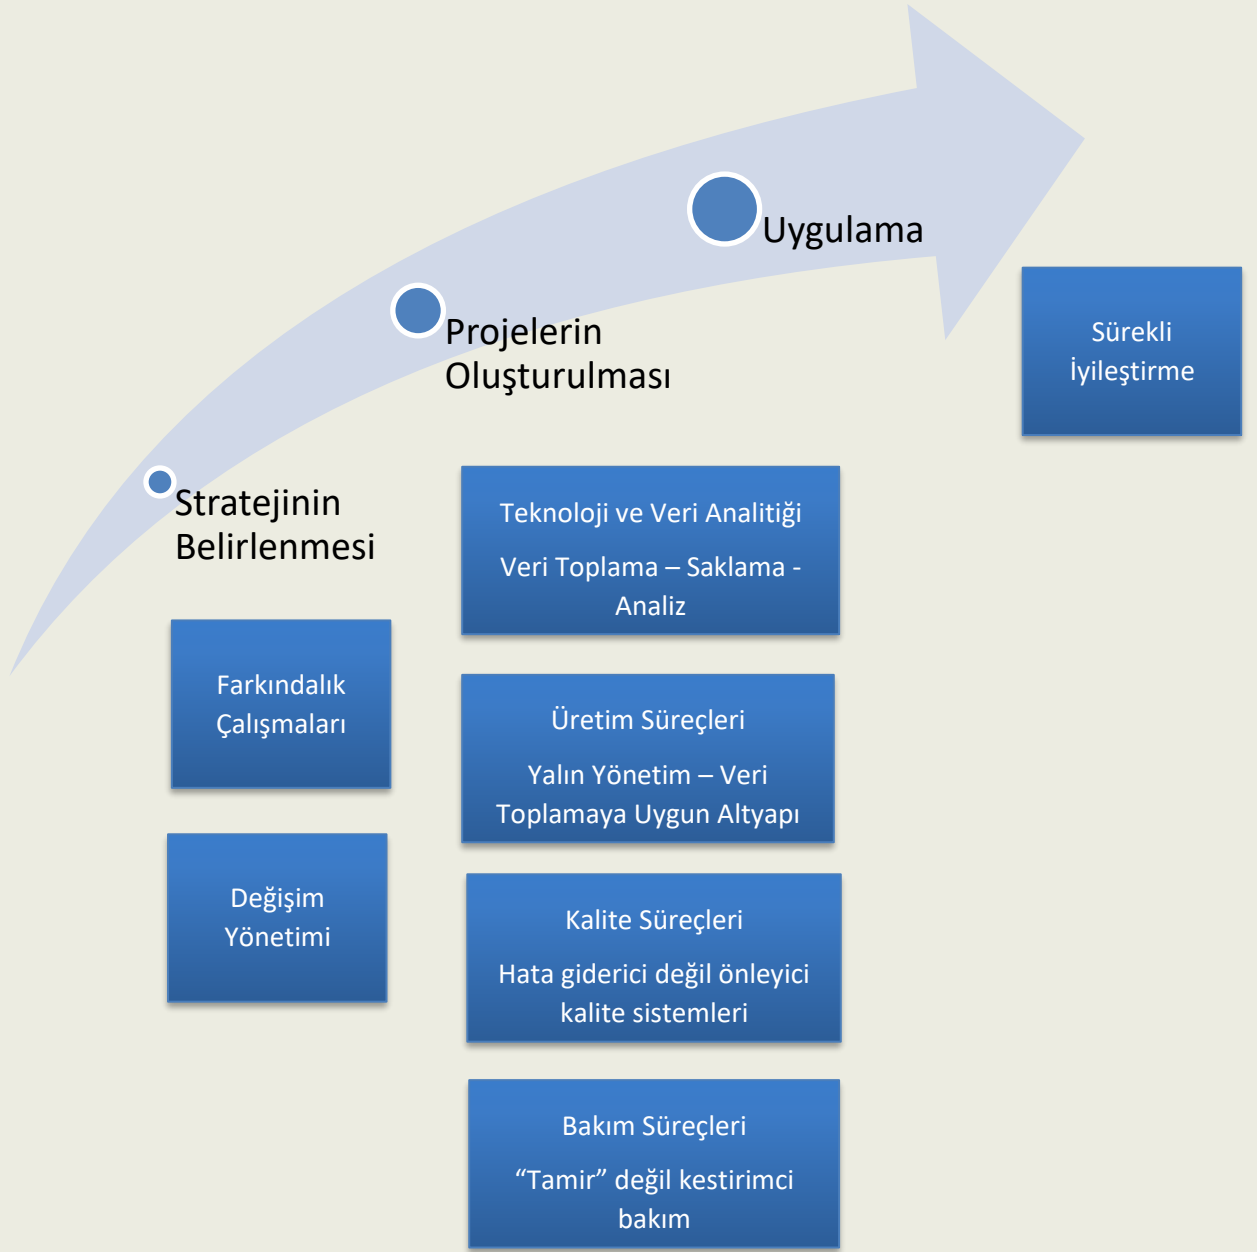 Uygulama
Projelerin
Oluşturulması
Stratejinin
Belirlenmesi
Sürekli
İyileştirme
Farkındalık
Çalışmaları
Değişim
Yönetimi
Teknoloji ve Veri Analitiği
Veri Toplama – Saklama -
Analiz
Üretim Süreçleri
Yalın Yönetim – Veri
Toplamaya Uygun Altyapı
Kalite Süreçleri
Hata giderici değil önleyici
kalite sistemleri
Bakım Süreçleri
“Tamir” değil kestirimci
bakım